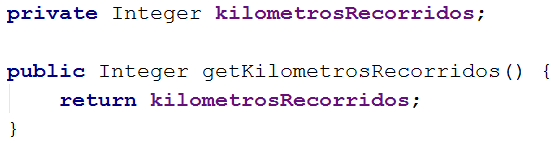 private Integer kilometrosRecorridos;
public Integer getKilometrosRecorridos() {
return kilometrosRecorridos;
}